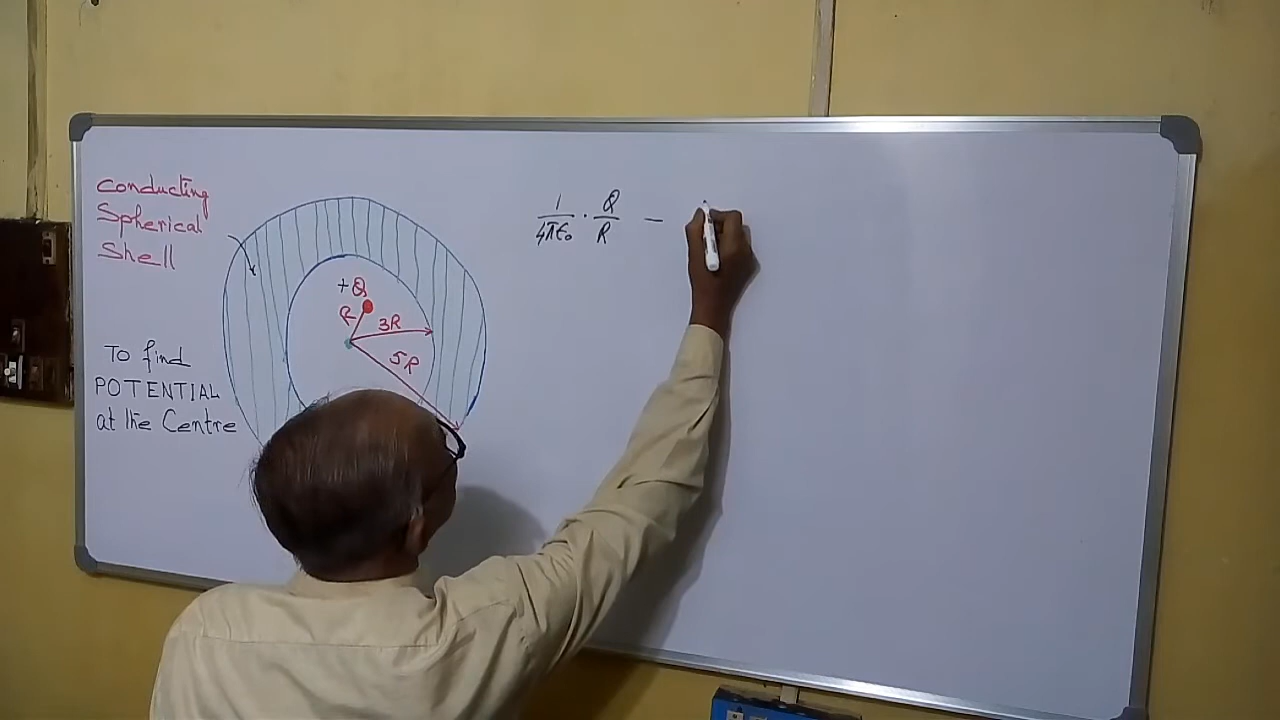 Conducting
Spherical
Shell
+Q
R
3R
5R
To find
POTENTIAL
at the Centre
1/4πϵ₀ · Q/R −